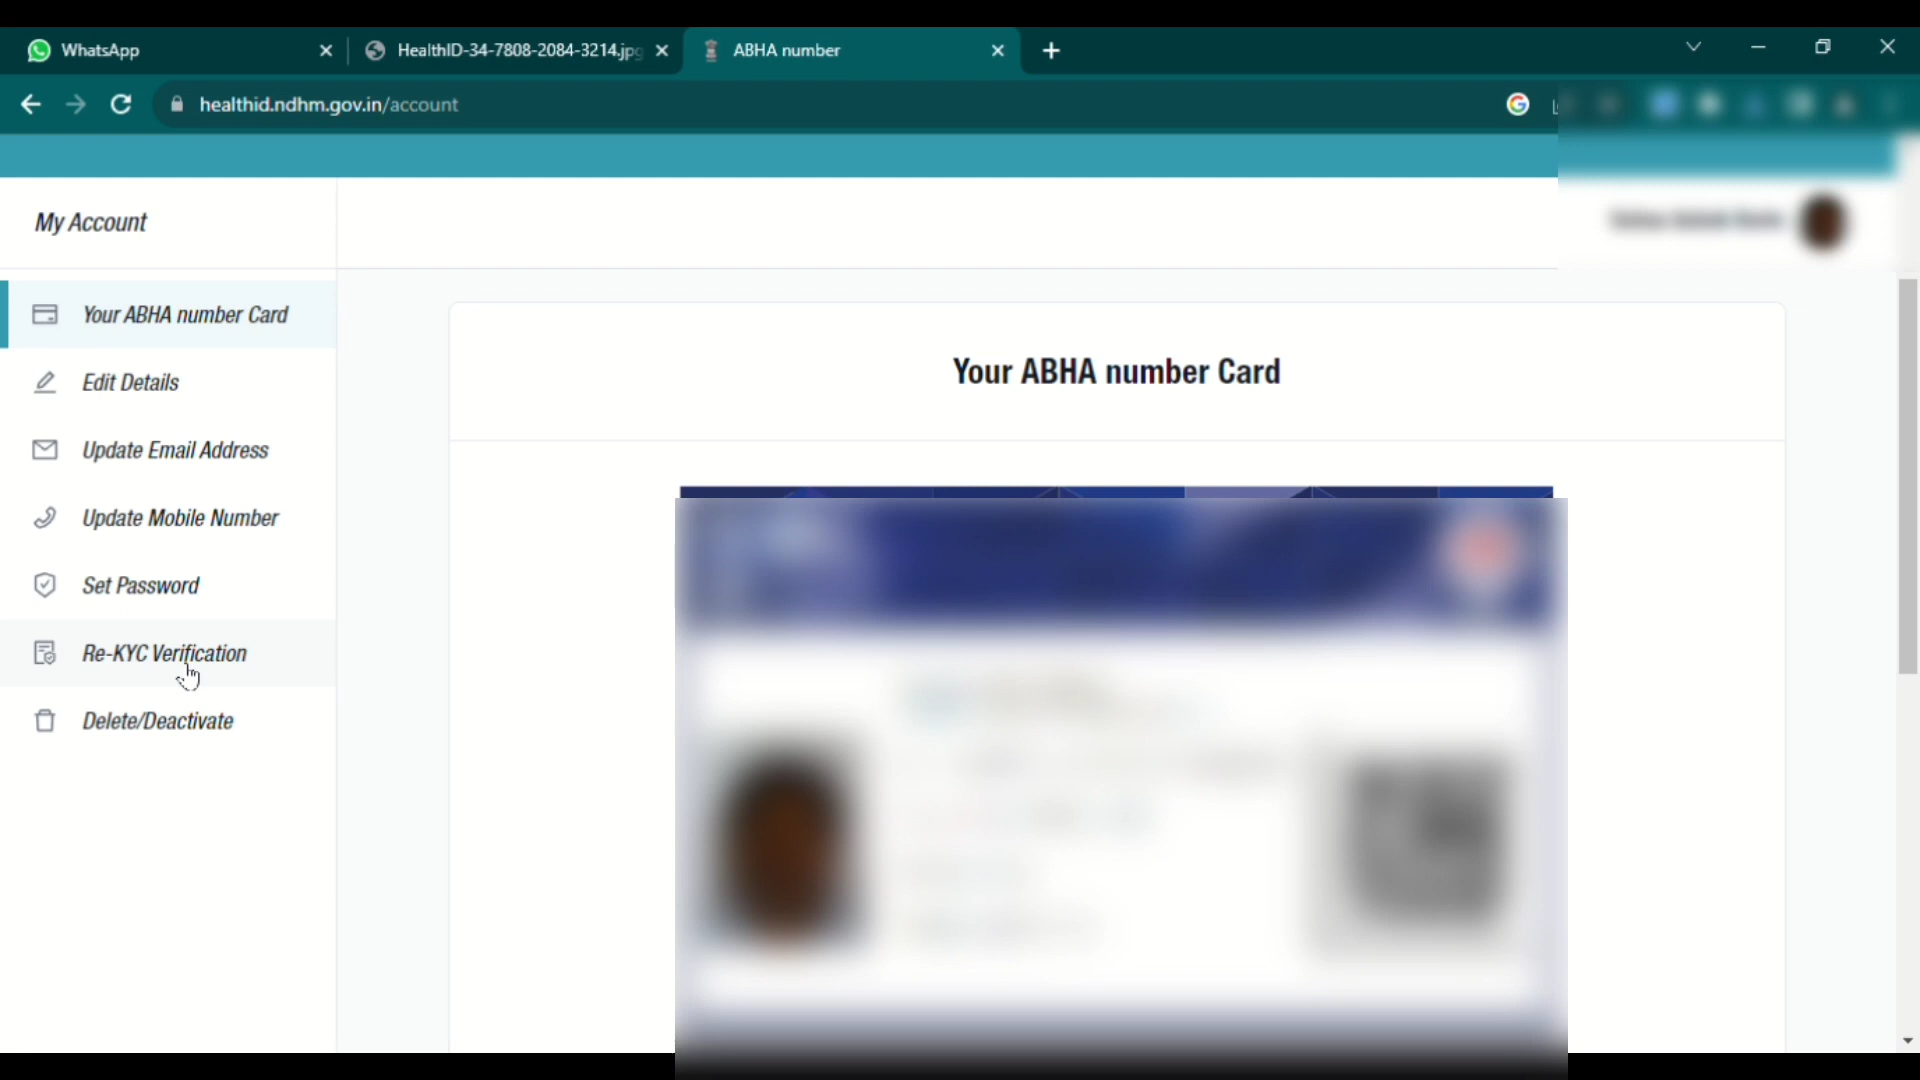 WhatsApp
HealthID-34-7808-2084-3214.jpg
ABHA number
healthid.ndhm.gov.in/account
My Account
Your ABHA number Card
Edit Details
Update Email Address
Update Mobile Number
Set Password
Re-KYC Verification
Delete/Deactivate
Your ABHA number Card